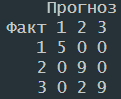 Прогноз
Факт 1 2 3
1 5 0 0
2 0 9 0
3 0 2 9